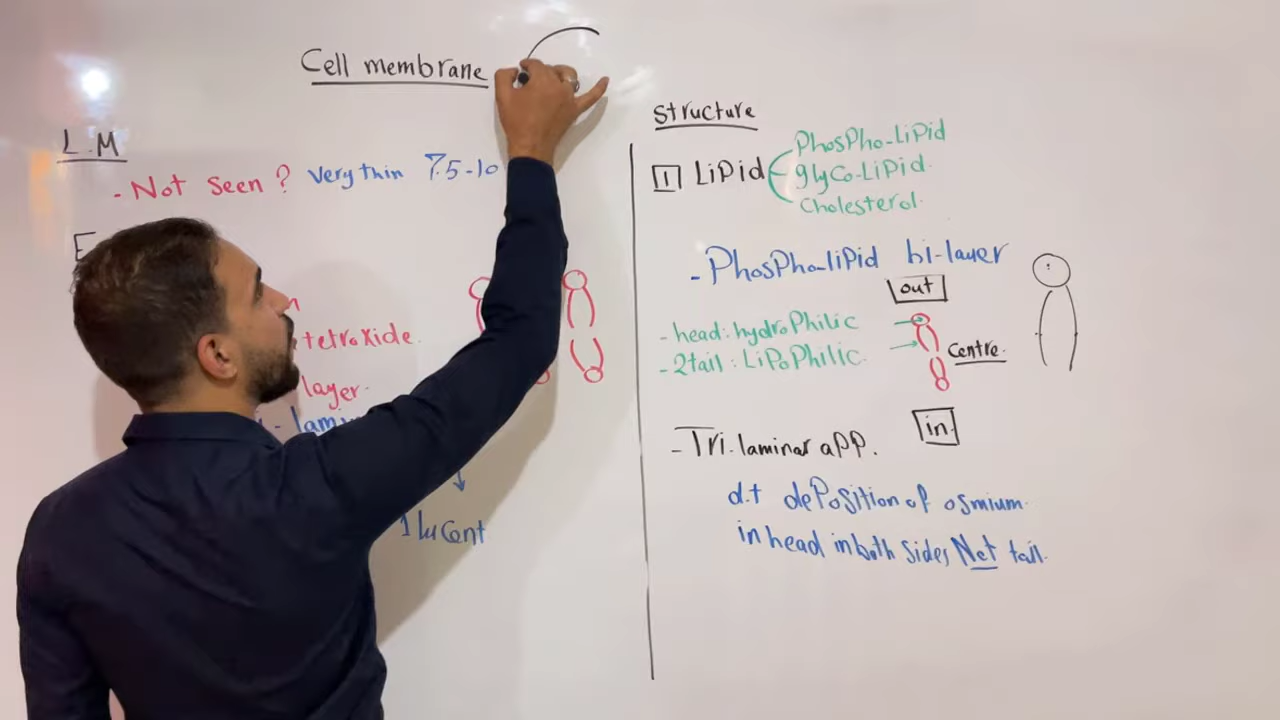 Cell membrane
L.M
- Not seen ? Very thin 7.5-10
E
tetroxide.
layer.
1 lucent
Structure
1 Lipid
Phospho-Lipid
glyco-Lipid.
Cholesterol.
- Phospho-lipid bi-layer
out
- head : hydrophilic
- 2tail : Lipophilic.
Centre.
in
- Tri-laminar app.
d.t deposition of osmium
in head in both sides Not tail.